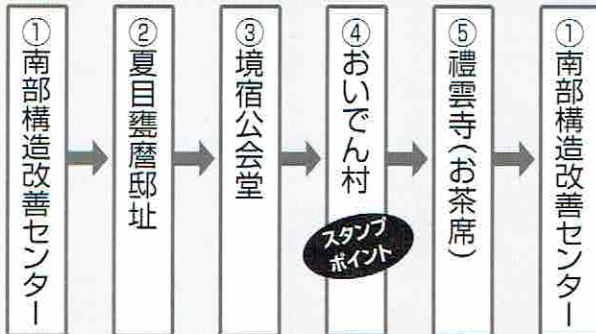 ①南部構造改善センター
②夏目甕麿邸址
③境宿公会堂
④おいでん村
スタンプ
ポイント
⑤禮雲寺(お茶席)
①南部構造改善センター